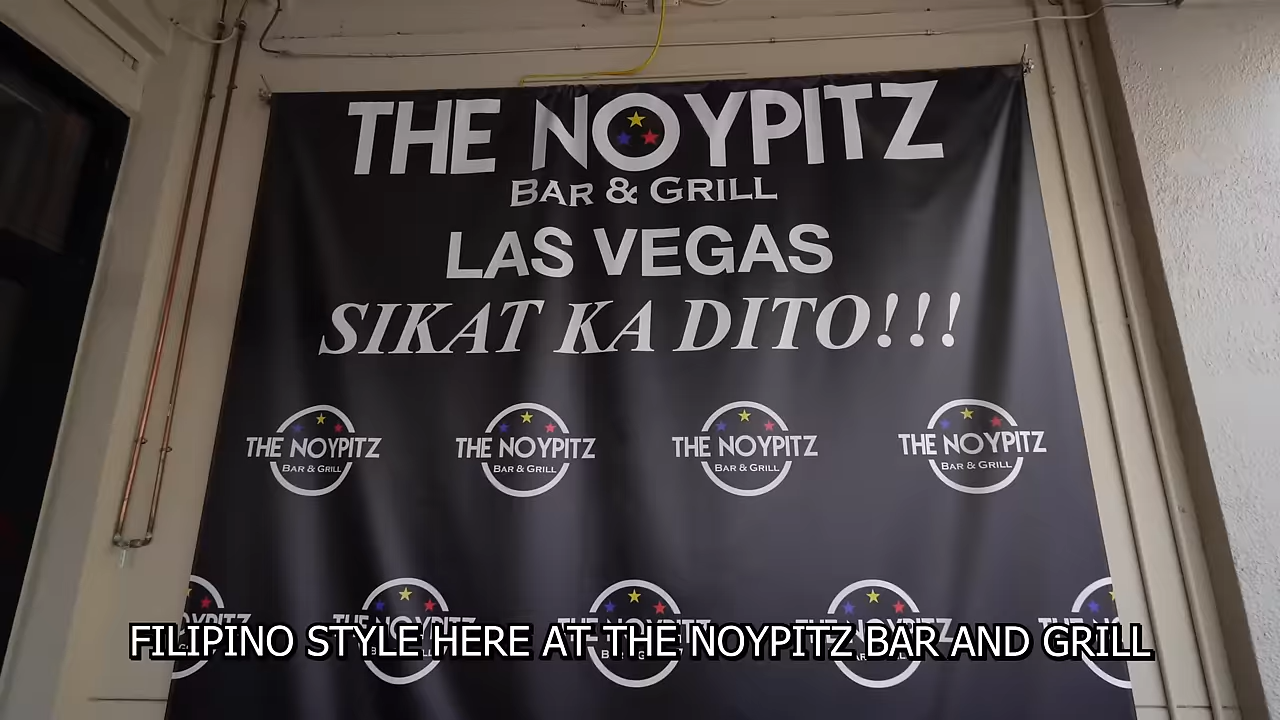 THE NOYPITZ
BAR & GRILL
LAS VEGAS
SIKAT KA DITO!!!
THE NOYPITZ
BAR & GRILL
THE NOYPITZ
BAR & GRILL
THE NOYPITZ
BAR & GRILL
THE NOYPITZ
BAR & GRILL
FILIPINO STYLE HERE AT THE NOYPITZ BAR AND GRILL